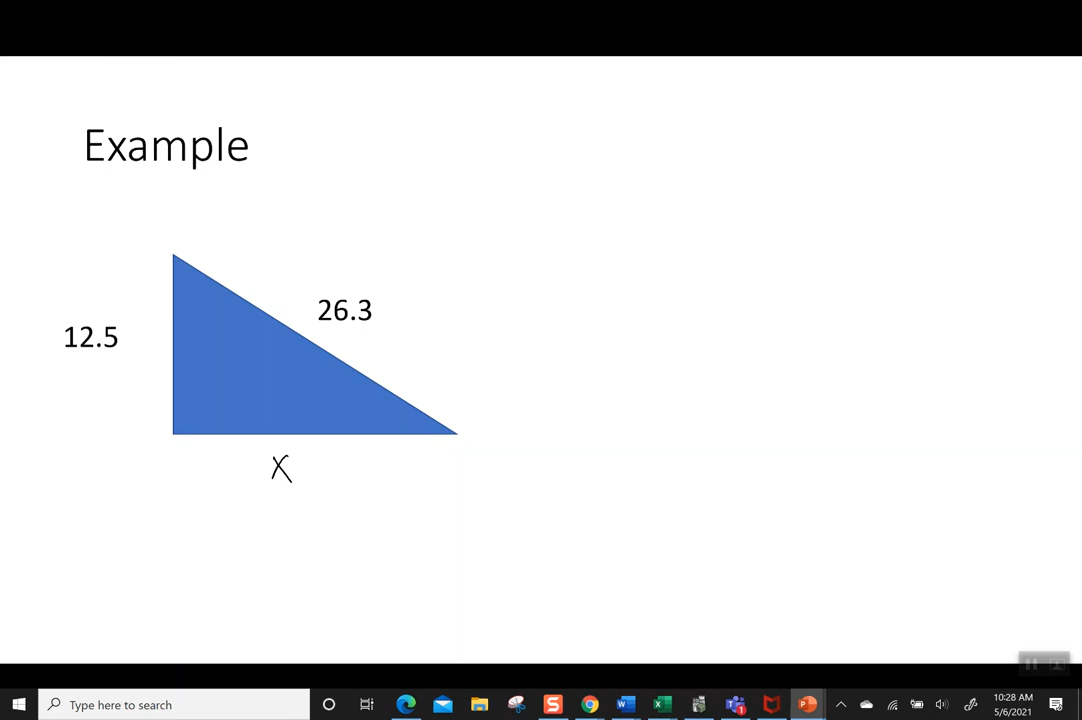 Example
26.3
12.5
X
Type here to search
10:28 AM
5/6/2021